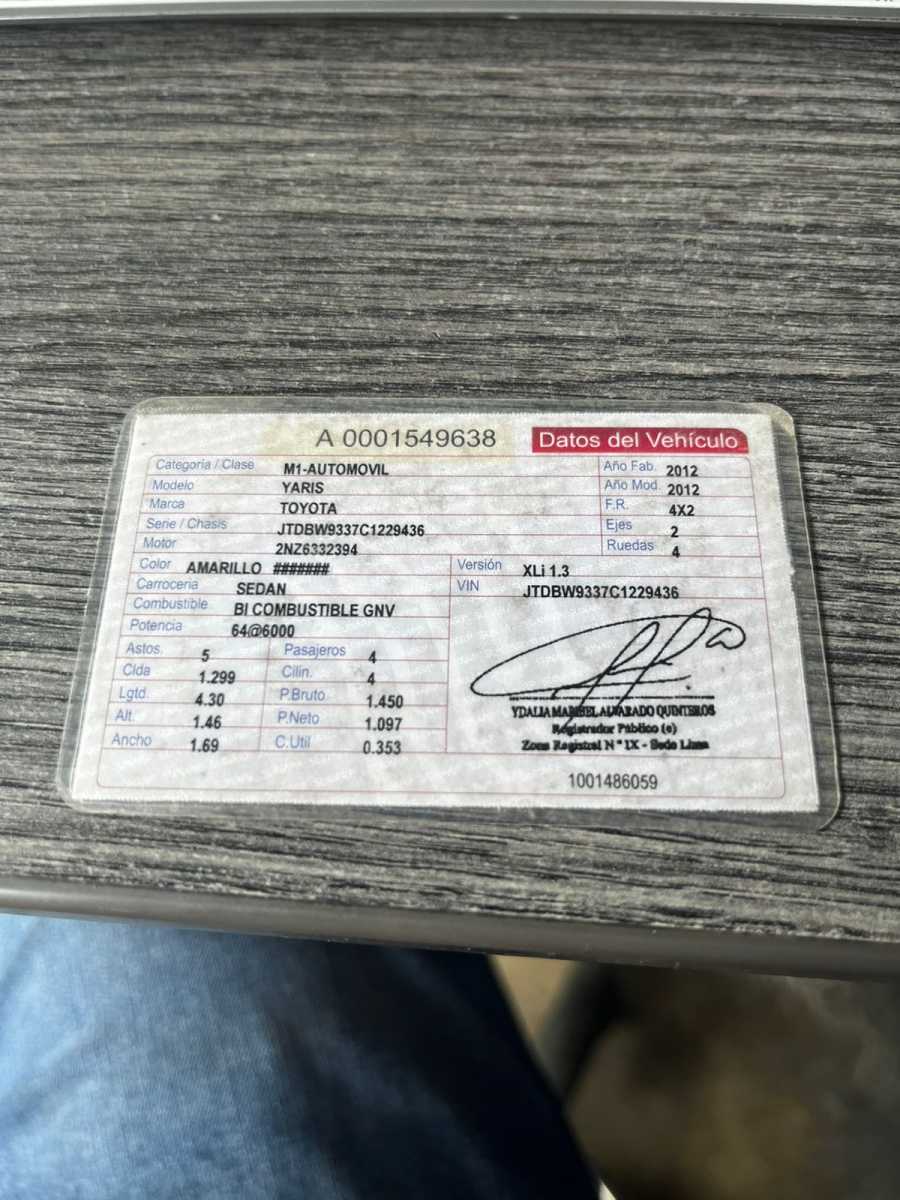 A 0001549638 Datos del Vehículo
Categoria / Clase M1-AUTOMOVIL Año Fab. 2012
Modelo YARIS Año Mod. 2012
Marca TOYOTA F.R. 4X2
Serie / Chasis JTDBW9337C1229436 Ejes 2
Motor 2NZ6332394 Ruedas 4
Color AMARILLO ####### Versión XLi 1.3
Carroceria SEDAN VIN JTDBW9337C1229436
Combustible BI COMBUSTIBLE GNV
Potencia 64@6000
Astos. 5 Pasajeros 4
Clda 1.299 Cilin. 4
Lgtd. 4.30 P.Bruto 1.450
Alt. 1.46 P.Neto 1.097
Ancho 1.69 C.Util 0.353
YDALIA MARIBEL ALVARADO QUINTEROS
Registrador Público (e)
Zona Registral N° IX - Sede Lima
1001486059